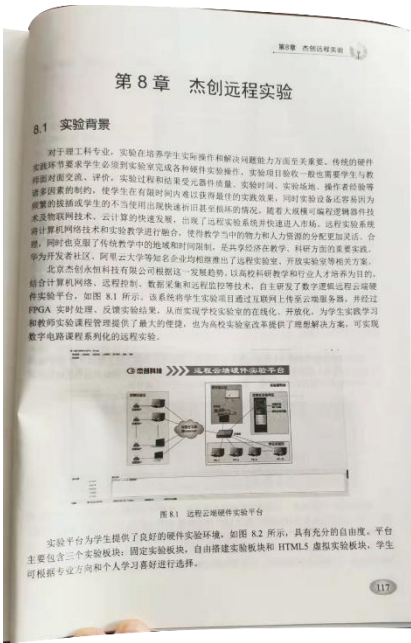 第8章 杰创远程实验
第 8 章 杰创远程实验
8.1 实验背景
对于理工科专业，实验在培养学生实际操作和解决问题能力方面至关重要。传统的硬件
实践环节要求学生必须到实验室完成各种硬件实验操作，实验项目验收一般也需要学生与教
师面对面交流、评价。实验过程和结果受元器件质量、实验时间、实验场地、操作者经验等
诸多因素的制约，使学生在有限时间内难以获得最佳的实践效果。同时实验设备还容易因为
频繁的拔插或学生的不当使用出现快速折旧甚至损坏的情况。随着大规模可编程逻辑器件技
术及物联网技术、云计算的快速发展，出现了远程实验系统并快速进入市场。远程实验系统
将计算机网络技术和实验教学进行融合，使得教学当中的物力和人力资源的分配更加灵活、合
理，同时也克服了传统教学中的地域和时间限制，是共享经济在教学、科研方面的重要实践。
华为开发者社区、阿里云大学等知名企业均相继推出了远程实验室、开放实验室等相关方案。
北京杰创永恒科技有限公司根据这一发展趋势，以高校科研教学和行业人才培养为目的，
结合计算机网络、远程控制、数据采集和远程监控等技术，自主研发了数字逻辑远程云端硬
件实验平台，如图 8.1 所示。该系统将学生实验项目通过互联网上传至云端服务器，并经过
FPGA 实时处理、反馈实验结果，从而实现学校实验室的在线化、开放化，为学生实践学习
和教师实验课程管理提供了最大的便捷，也为高校实验室改革提供了理想解决方案，可实现
数字电路课程系列化的远程实验。
杰创科技 远程云端硬件实验平台
图 8.1 远程云端硬件实验平台
实验平台为学生提供了良好的硬件实验环境，如图 8.2 所示，具有充分的自由度。平台
主要包含三个实验板块：固定实验板块，自由搭建实验板块和 HTML5 虚拟实验板块，学生
可根据专业方向和个人学习喜好进行选择。
117